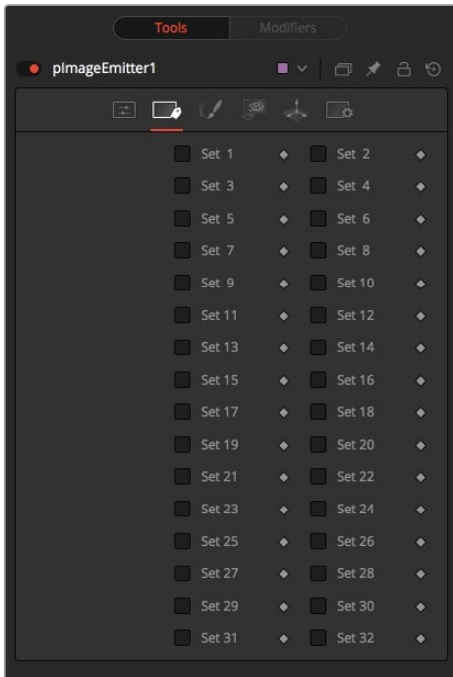 Tools Modifiers
pImageEmitter1
Set 1 Set 2
Set 3 Set 4
Set 5 Set 6
Set 7 Set 8
Set 9 Set 10
Set 11 Set 12
Set 13 Set 14
Set 15 Set 16
Set 17 Set 18
Set 19 Set 20
Set 21 Set 22
Set 23 Set 24
Set 25 Set 26
Set 27 Set 28
Set 29 Set 30
Set 31 Set 32